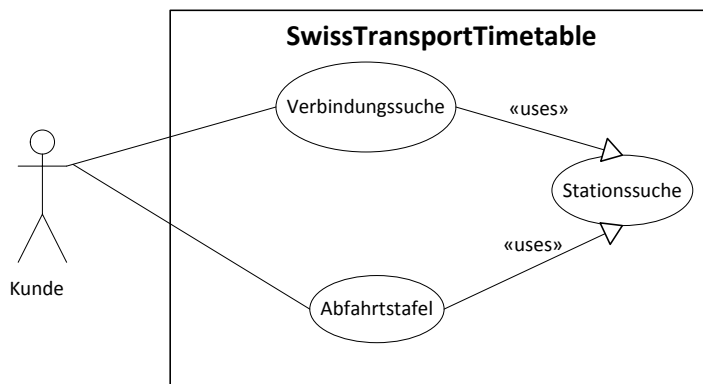 SwissTransportTimetable
Verbindungssuche
«uses»
Stationssuche
«uses»
Kunde
Abfahrtstafel